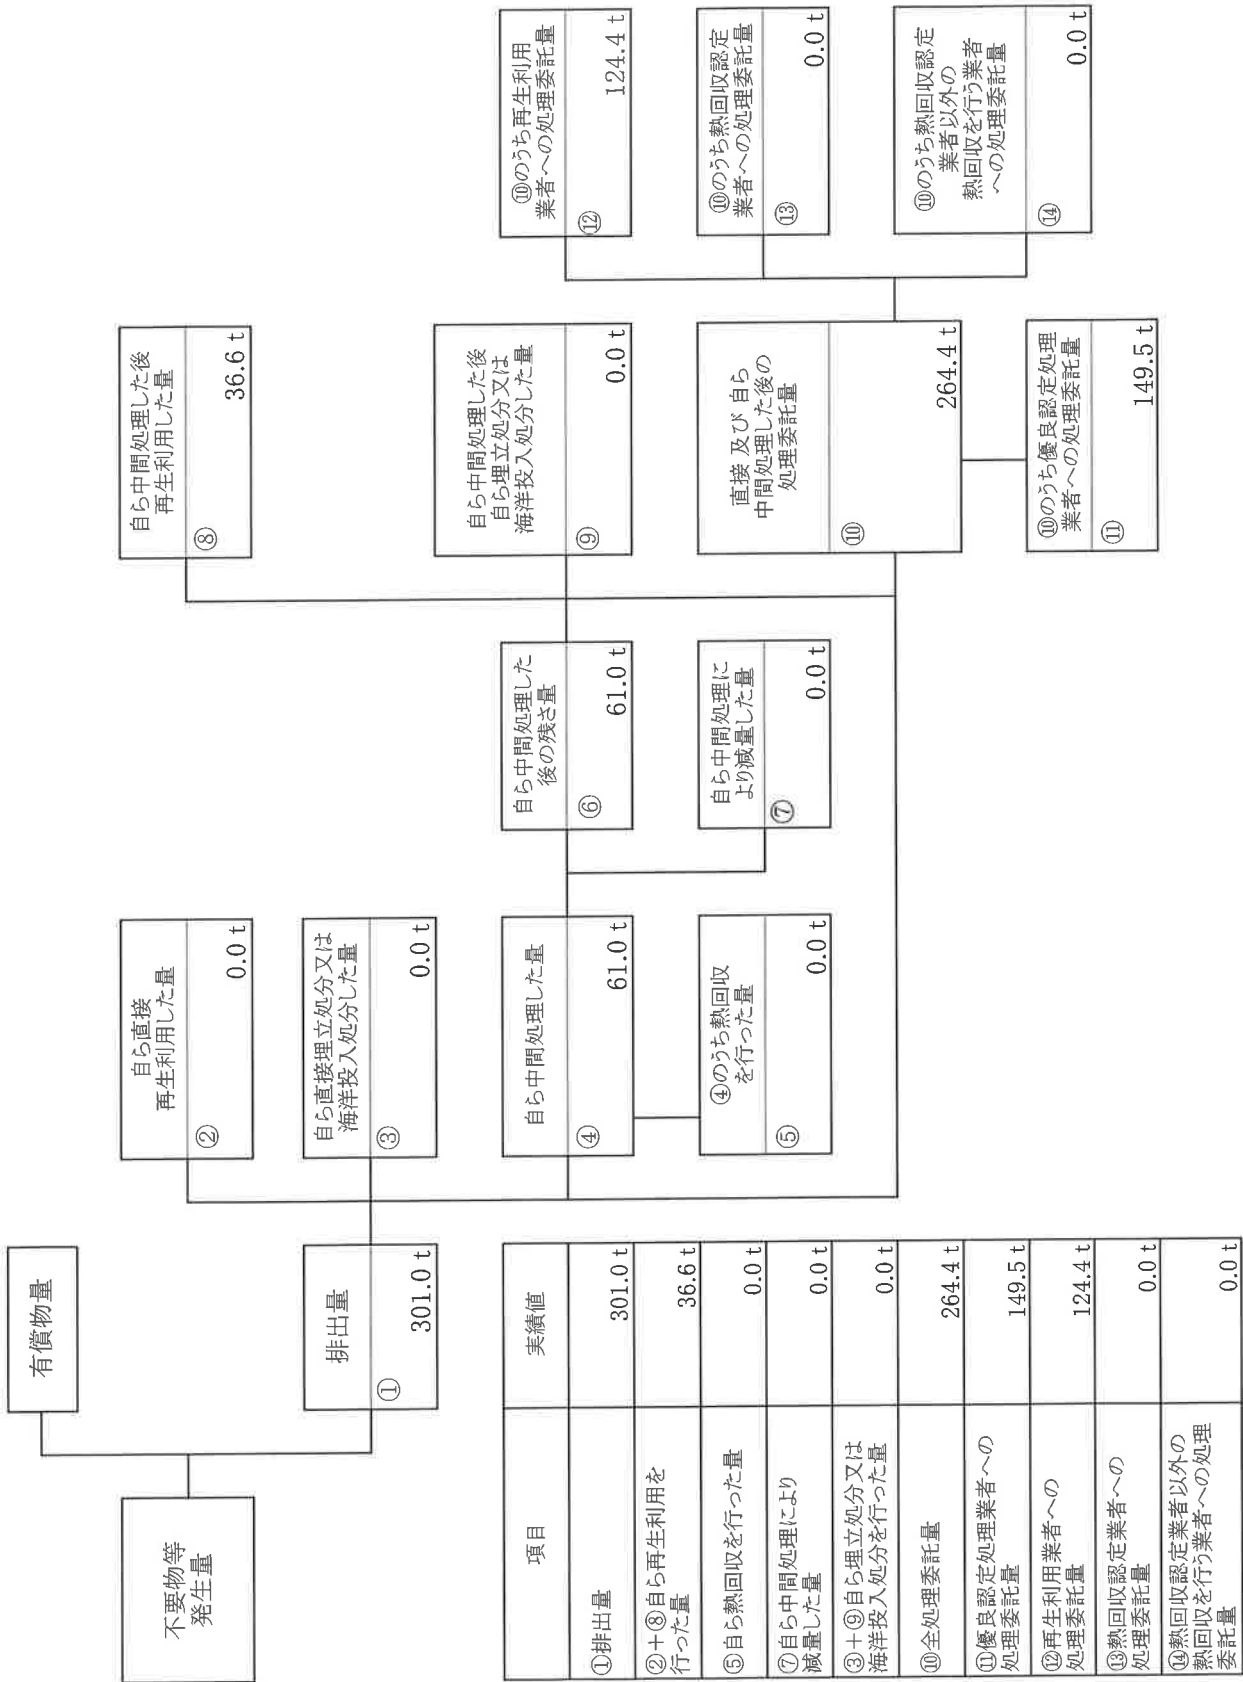 不要物等
発生量
有償物量
排出量
①
301.0 t
自ら直接
再生利用した量
②
0.0 t
自ら直接埋立処分又は
海洋投入処分した量
③
0.0 t
自ら中間処理した量
④
61.0 t
④のうち熱回収
を行った量
⑤
0.0 t
自ら中間処理した
後の残さ量
⑥
61.0 t
自ら中間処理に
より減量した量
⑦
0.0 t
自ら中間処理した後
再生利用した量
⑧
36.6 t
自ら中間処理した後
自ら埋立処分又は
海洋投入処分した量
⑨
0.0 t
直接 及び 自ら
中間処理した後の
処理委託量
⑩
264.4 t
⑩のうち優良認定処理
業者への処理委託量
⑪
149.5 t
⑩のうち再生利用
業者への処理委託量
⑫
124.4 t
⑩のうち熱回収認定
業者への処理委託量
⑬
0.0 t
⑩のうち熱回収認定
業者以外の
熱回収を行う業者
への処理委託量
⑭
0.0 t
項目
実績値
①排出量
301.0 t
②+⑧自ら再生利用を
行った量
36.6 t
⑤自ら熱回収を行った量
0.0 t
⑦自ら中間処理により
減量した量
0.0 t
③+⑨自ら埋立処分又は
海洋投入処分を行った量
0.0 t
⑩全処理委託量
264.4 t
⑪優良認定処理業者への
処理委託量
149.5 t
⑫再生利用業者への
処理委託量
124.4 t
⑬熱回収認定業者への
処理委託量
0.0 t
⑭熱回収認定業者以外の
熱回収を行う業者への処理
委託量
0.0 t